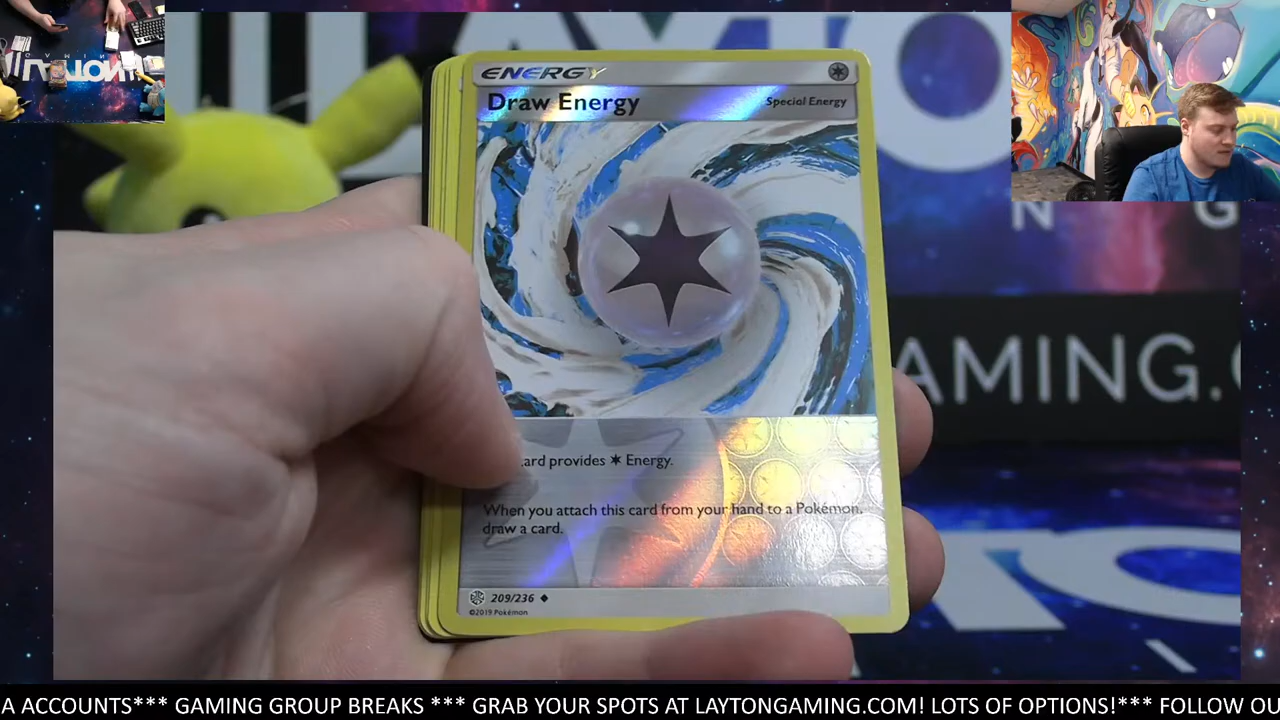 ENERGY
Draw Energy
Special Energy
ard provides Energy.
When you attach this card from your hand to a Pokémon,
draw a card.
209/236
©2019 Pokémon
N G
GAMING.
A ACCOUNTS*** GAMING GROUP BREAKS *** GRAB YOUR SPOTS AT LAYTONGAMING.COM! LOTS OF OPTIONS!*** FOLLOW OU